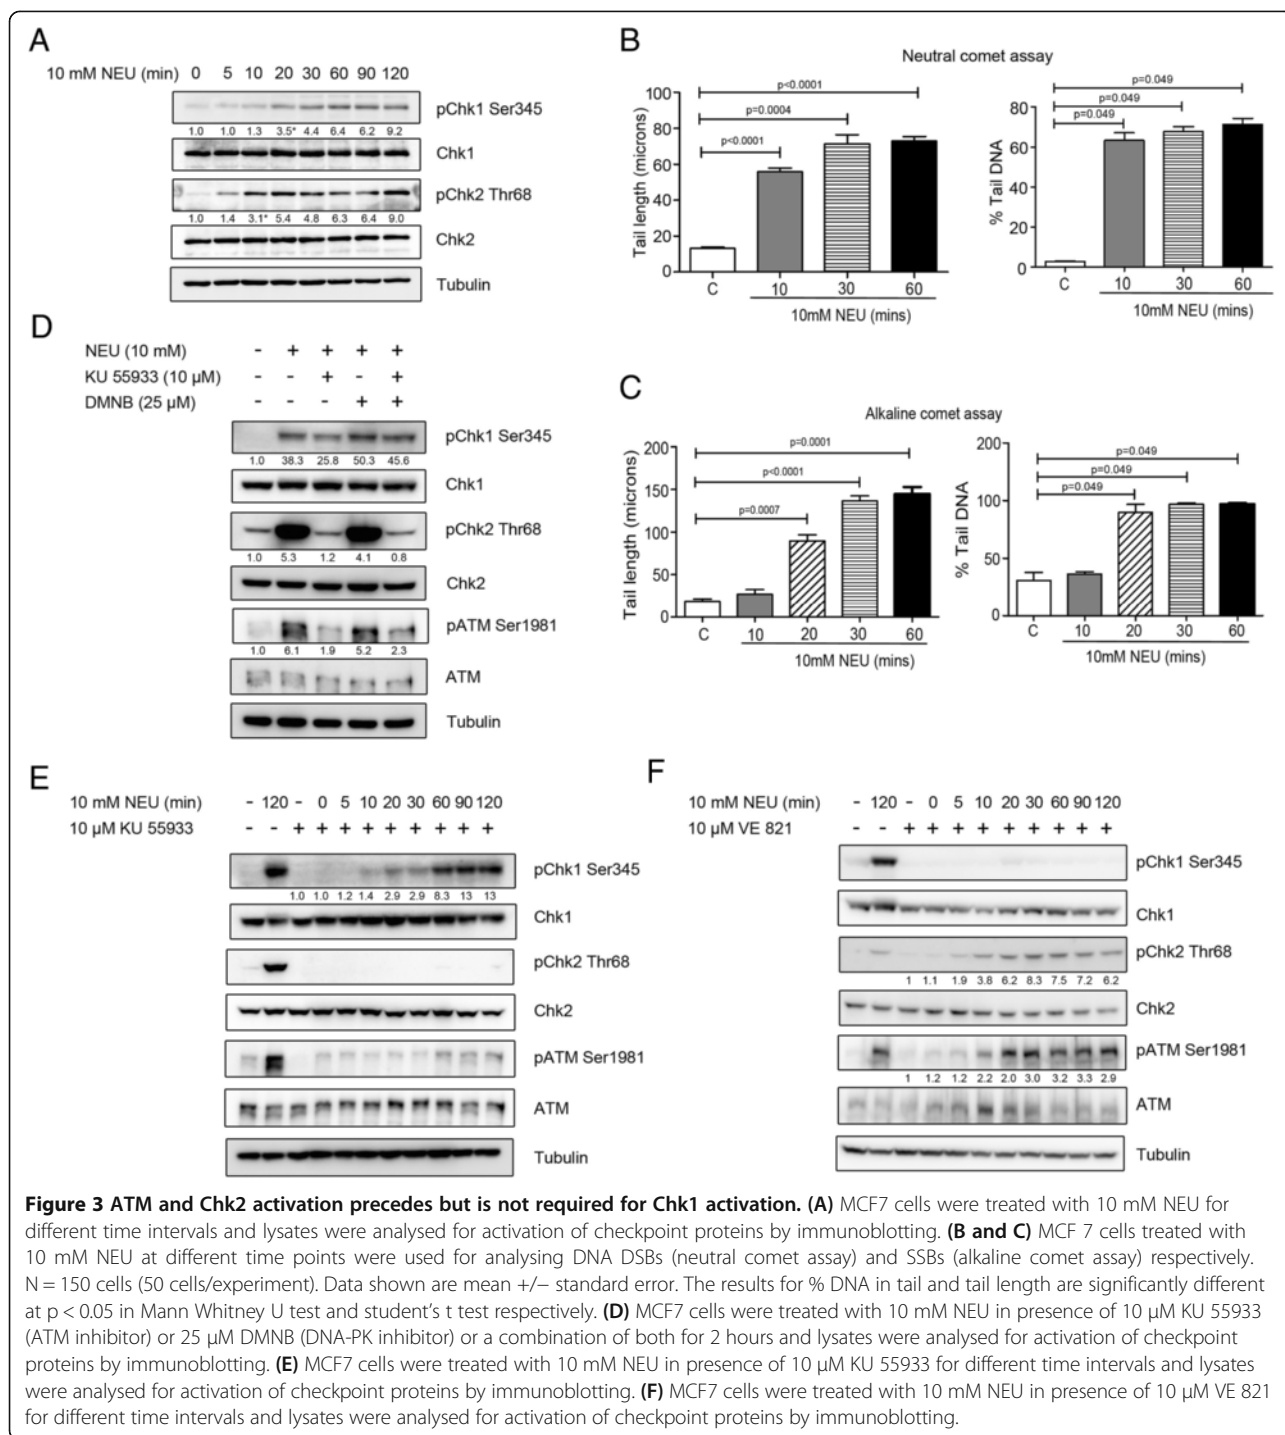 A
10 mM NEU (min) 0 5 10 20 30 60 90 120
pChk1 Ser345
1.0 1.0 1.3 3.5* 4.4 6.4 6.2 9.2
Chk1
pChk2 Thr68
1.0 1.4 3.1* 5.4 4.8 6.3 6.4 9.0
Chk2
Tubulin
B
Neutral comet assay
p<0.0001
p=0.0004
p<0.0001
Tail length (microns)
100
80
60
40
20
0
C 10 30 60
10mM NEU (mins)
p=0.049
p=0.049
p=0.049
% Tail DNA
80
60
40
20
0
C 10 30 60
10mM NEU (mins)
C
Alkaline comet assay
p=0.0001
p<0.0001
p=0.0007
Tail length (microns)
200
150
100
50
0
C 10 20 30 60
10mM NEU (mins)
p=0.049
p=0.049
p=0.049
% Tail DNA
200
100
50
0
C 10 20 30 60
10mM NEU (mins)
D
NEU (10 mM) - + + + +
KU 55933 (10 µM) - - + - +
DMNB (25 µM) - - - + +
pChk1 Ser345
1.0 38.3 25.8 50.3 45.6
Chk1
pChk2 Thr68
1.0 5.3 1.2 4.1 0.8
Chk2
pATM Ser1981
1.0 6.1 1.9 5.2 2.3
ATM
Tubulin
E
10 mM NEU (min) - 120 - 0 5 10 20 30 60 90 120
10 µM KU 55933 - - + + + + + + + + +
pChk1 Ser345
1.0 1.0 1.2 1.4 2.9 2.9 8.3 13 13
Chk1
pChk2 Thr68
Chk2
pATM Ser1981
ATM
Tubulin
F
10 mM NEU (min) - 120 - 0 5 10 20 30 60 90 120
10 µM VE 821 - - + + + + + + + + +
pChk1 Ser345
Chk1
pChk2 Thr68
1 1.1 1.9 3.8 6.2 8.3 7.5 7.2 6.2
Chk2
pATM Ser1981
1 1.2 1.2 2.2 2.0 3.0 3.2 3.3 2.9
ATM
Tubulin
Figure 3 ATM and Chk2 activation precedes but is not required for Chk1 activation. (A) MCF7 cells were treated with 10 mM NEU for
different time intervals and lysates were analysed for activation of checkpoint proteins by immunoblotting. (B and C) MCF 7 cells treated with
10 mM NEU at different time points were used for analysing DNA DSBs (neutral comet assay) and SSBs (alkaline comet assay) respectively.
N = 150 cells (50 cells/experiment). Data shown are mean +/− standard error. The results for % DNA in tail and tail length are significantly different
at p < 0.05 in Mann Whitney U test and student's t test respectively. (D) MCF7 cells were treated with 10 mM NEU in presence of 10 µM KU 55933
(ATM inhibitor) or 25 µM DMNB (DNA-PK inhibitor) or a combination of both for 2 hours and lysates were analysed for activation of checkpoint
proteins by immunoblotting. (E) MCF7 cells were treated with 10 mM NEU in presence of 10 µM KU 55933 for different time intervals and lysates
were analysed for activation of checkpoint proteins by immunoblotting. (F) MCF7 cells were treated with 10 mM NEU in presence of 10 µM VE 821
for different time intervals and lysates were analysed for activation of checkpoint proteins by immunoblotting.